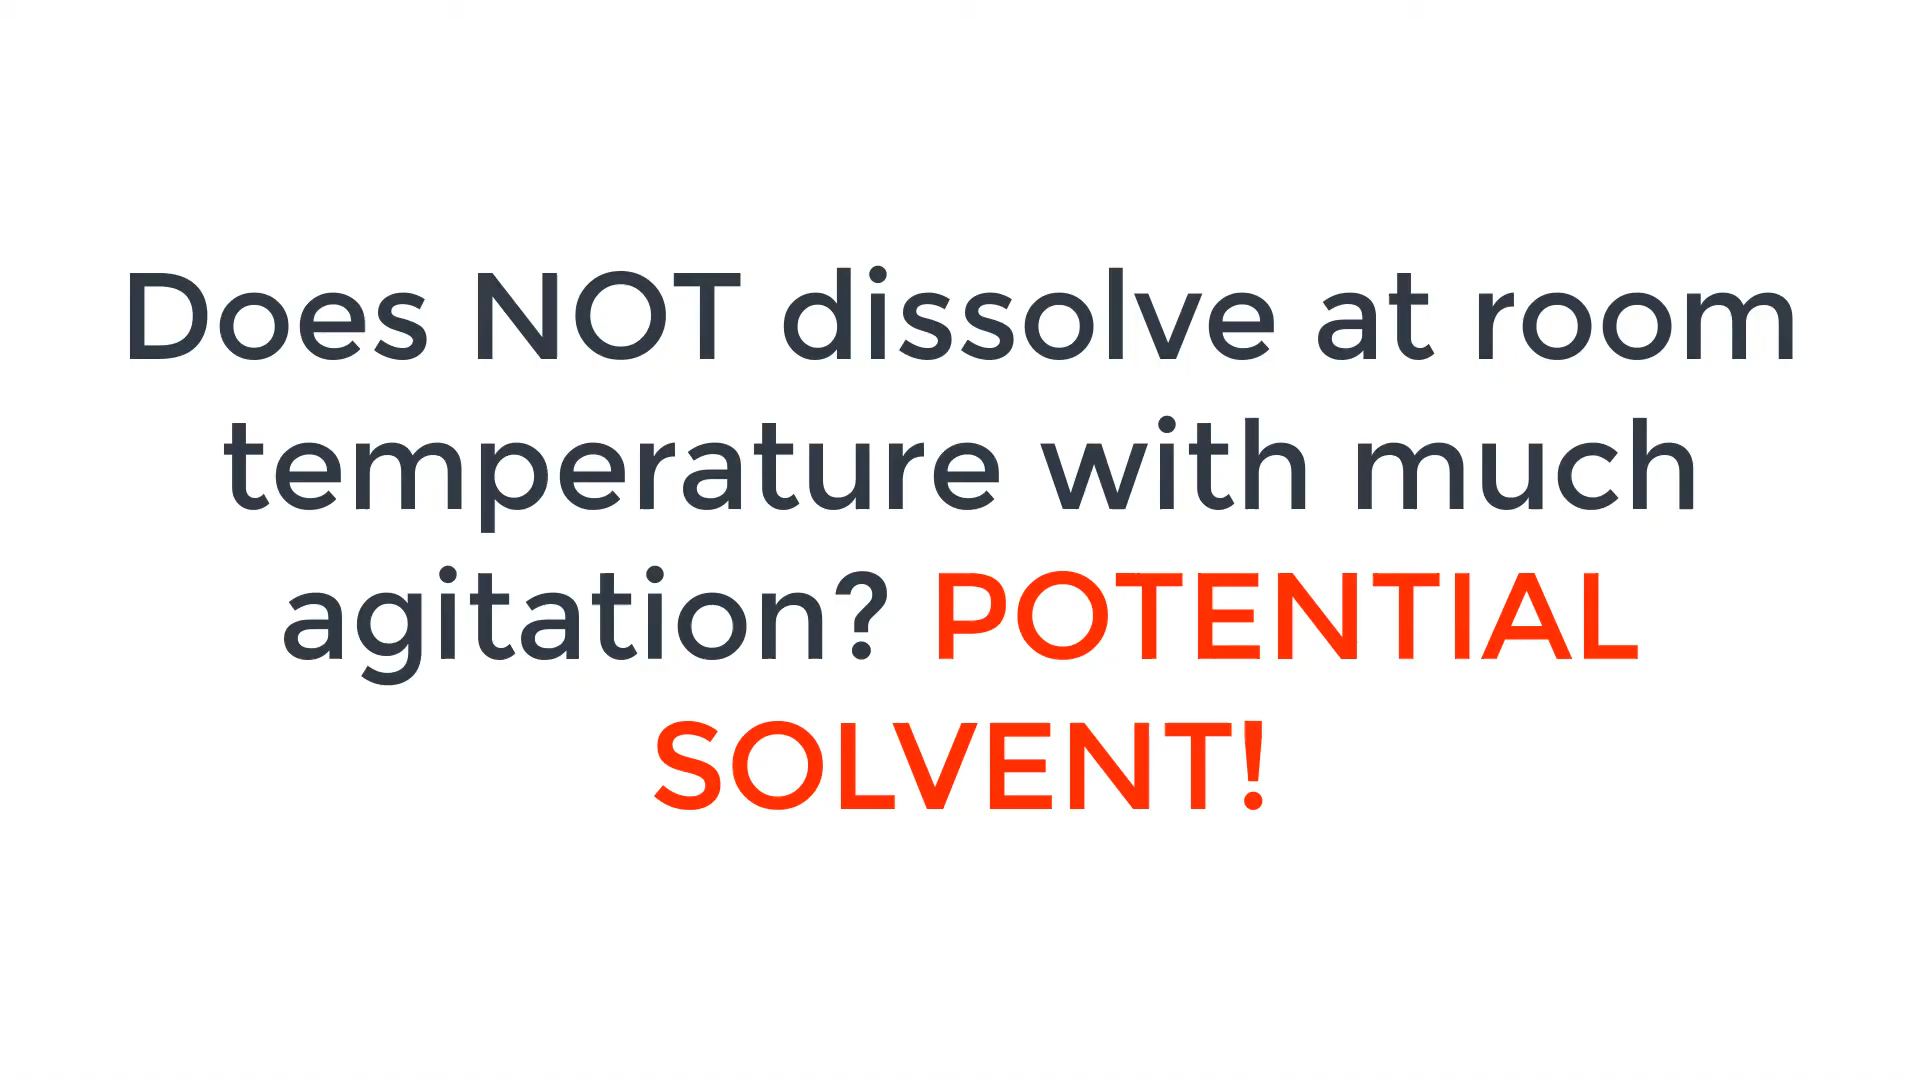 Does NOT dissolve at room
temperature with much
agitation? POTENTIAL
SOLVENT!